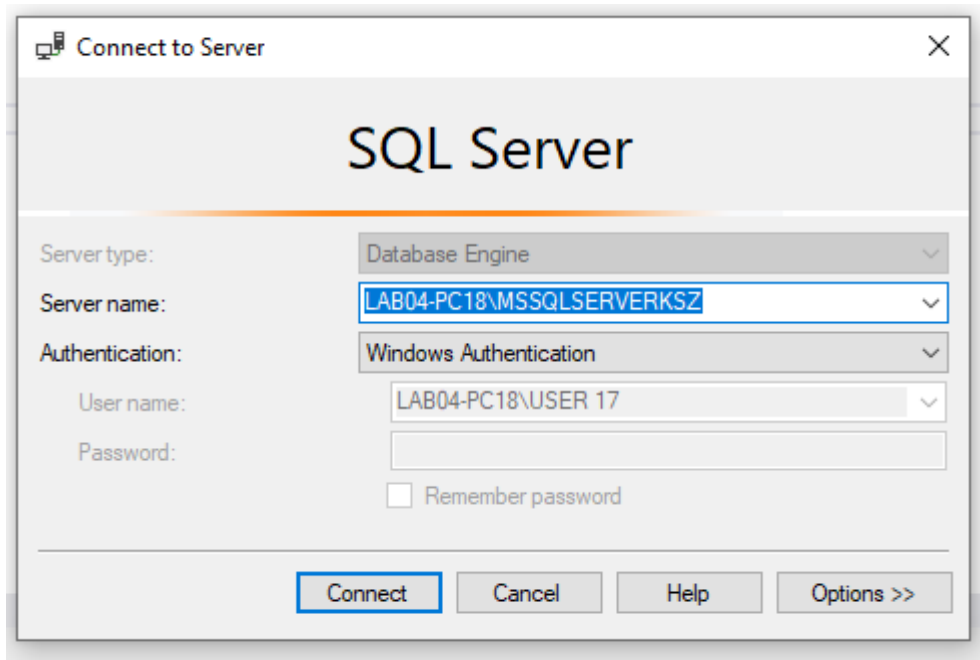 Connect to Server
SQL Server
Server type: Database Engine
Server name: LAB04-PC18\MSSQLSERVERKSZ
Authentication: Windows Authentication
User name: LAB04-PC18\USER 17
Password:
Remember password
Connect Cancel Help Options >>